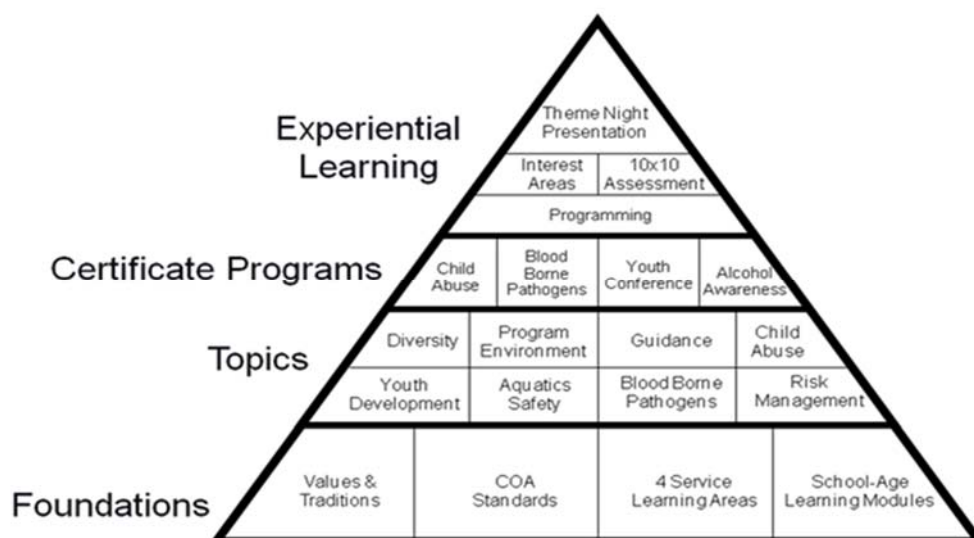 Experiential
Learning
Theme Night
Presentation
Interest
Areas
10x10
Assessment
Programming
Certificate Programs
Child
Abuse
Blood
Borne
Pathogens
Youth
Conference
Alcohol
Awareness
Topics
Diversity
Program
Environment
Guidance
Child
Abuse
Youth
Development
Aquatics
Safety
Blood Borne
Pathogens
Risk
Management
Foundations
Values &
Traditions
COA
Standards
4 Service
Learning Areas
School-Age
Learning Modules